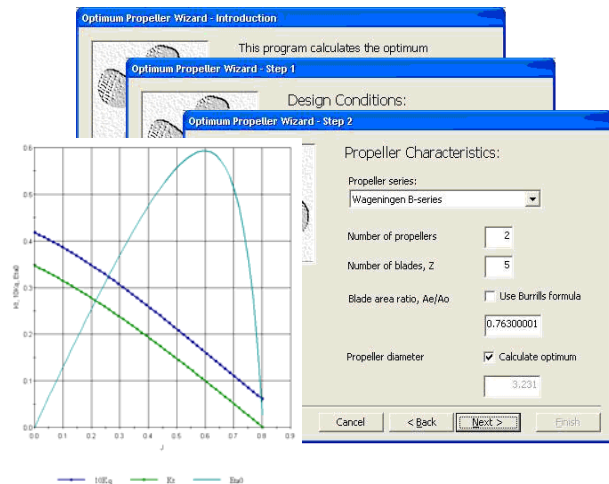 Optimum Propeller Wizard - Introduction
This program calculates the optimum
Optimum Propeller Wizard - Step 1
Design Conditions:
Optimum Propeller Wizard - Step 2
Propeller Characteristics:
Propeller series:
Wageningen B-series
Number of propellers 2
Number of blades, Z 5
Blade area ratio, Ae/Ao Use Burrills formula
0.76300001
Propeller diameter Calculate optimum
3.231
Cancel < Back Next > Finish
0.6
0.5
0.4
0.3
0.2
0.1
0.0
Kt, 10Kq, Eta0
0.0 0.1 0.2 0.3 0.4 0.5 0.6 0.7 0.8 0.9
J
10Kq Kt Eta0